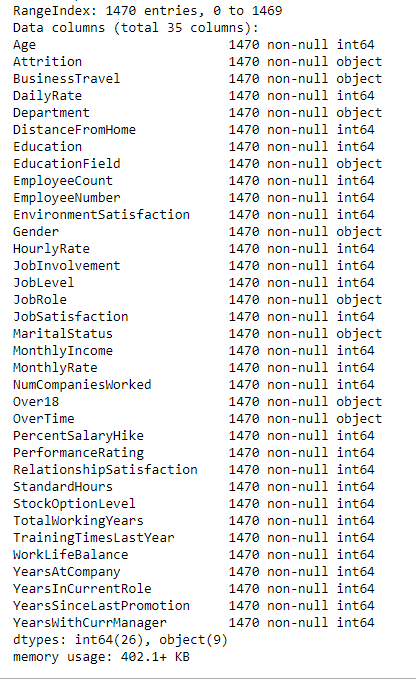 RangeIndex: 1470 entries, 0 to 1469
Data columns (total 35 columns):
Age 1470 non-null int64
Attrition 1470 non-null object
BusinessTravel 1470 non-null object
DailyRate 1470 non-null int64
Department 1470 non-null object
DistanceFromHome 1470 non-null int64
Education 1470 non-null int64
EducationField 1470 non-null object
EmployeeCount 1470 non-null int64
EmployeeNumber 1470 non-null int64
EnvironmentSatisfaction 1470 non-null int64
Gender 1470 non-null object
HourlyRate 1470 non-null int64
JobInvolvement 1470 non-null int64
JobLevel 1470 non-null int64
JobRole 1470 non-null object
JobSatisfaction 1470 non-null int64
MaritalStatus 1470 non-null object
MonthlyIncome 1470 non-null int64
MonthlyRate 1470 non-null int64
NumCompaniesWorked 1470 non-null int64
Over18 1470 non-null object
OverTime 1470 non-null object
PercentSalaryHike 1470 non-null int64
PerformanceRating 1470 non-null int64
RelationshipSatisfaction 1470 non-null int64
StandardHours 1470 non-null int64
StockOptionLevel 1470 non-null int64
TotalWorkingYears 1470 non-null int64
TrainingTimesLastYear 1470 non-null int64
WorkLifeBalance 1470 non-null int64
YearsAtCompany 1470 non-null int64
YearsInCurrentRole 1470 non-null int64
YearsSinceLastPromotion 1470 non-null int64
YearsWithCurrManager 1470 non-null int64
dtypes: int64(26), object(9)
memory usage: 402.1+ KB